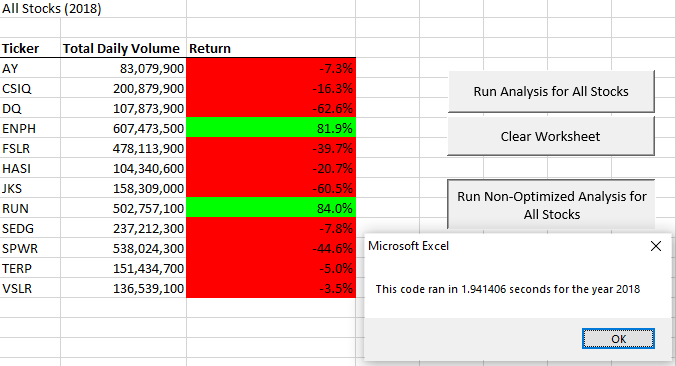 All Stocks (2018)
Ticker Total Daily Volume Return
AY 83,079,900 -7.3%
CSIQ 200,879,900 -16.3%
DQ 107,873,900 -62.6%
ENPH 607,473,500 81.9%
FSLR 478,113,900 -39.7%
HASI 104,340,600 -20.7%
JKS 158,309,000 -60.5%
RUN 502,757,100 84.0%
SEDG 237,212,300 -7.8%
SPWR 538,024,300 -44.6%
TERP 151,434,700 -5.0%
VSLR 136,539,100 -3.5%
Run Analysis for All Stocks
Clear Worksheet
Run Non-Optimized Analysis for
All Stocks
Microsoft Excel
This code ran in 1.941406 seconds for the year 2018
OK